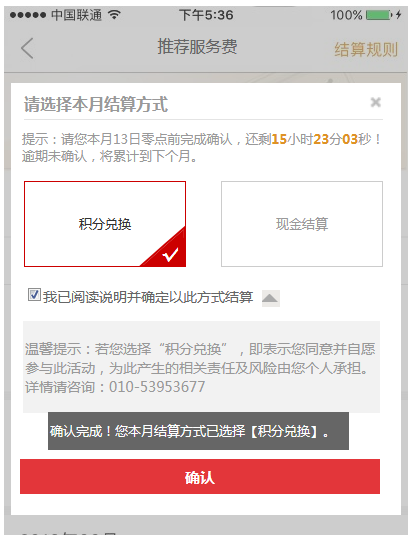 中国联通 下午5:36 100%
推荐服务费 结算规则
请选择本月结算方式
提示：请您本月13日零点前完成确认，还剩15小时23分03秒！
逾期未确认，将累计到下个月。
积分兑换 现金结算
我已阅读说明并确定以此方式结算
温馨提示：若您选择“积分兑换”，即表示您同意并自愿
参与此活动，为此产生的相关责任及风险由您个人承担。
详情请咨询：010-53953677
确认完成！您本月结算方式已选择【积分兑换】。
确认